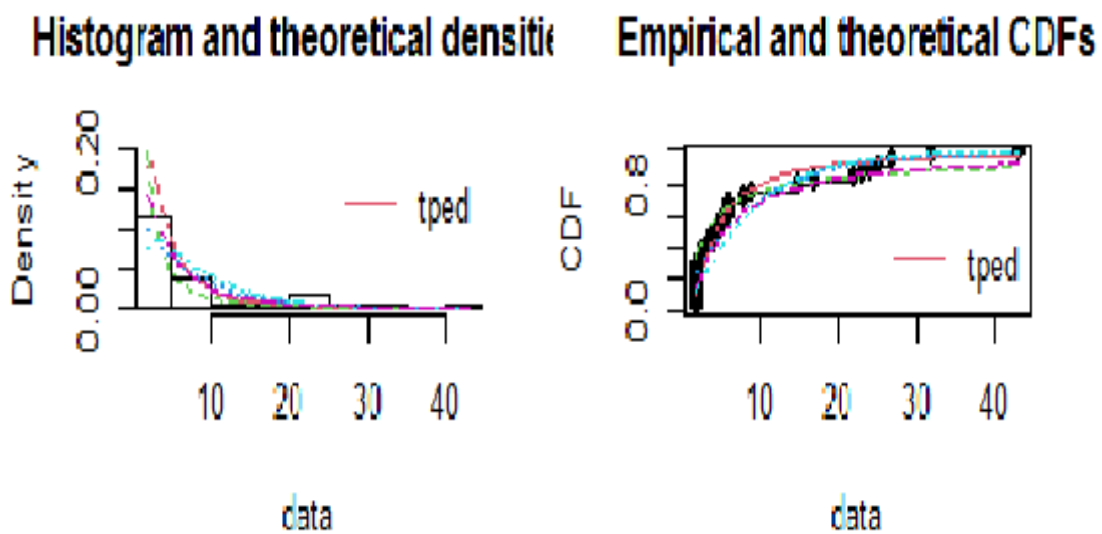 Histogram and theoretical densitie
Density
0.00
0.20
tped
10 20 30 40
data
Empirical and theoretical CDFs
CDF
0.0
0.8
tped
10 20 30 40
data